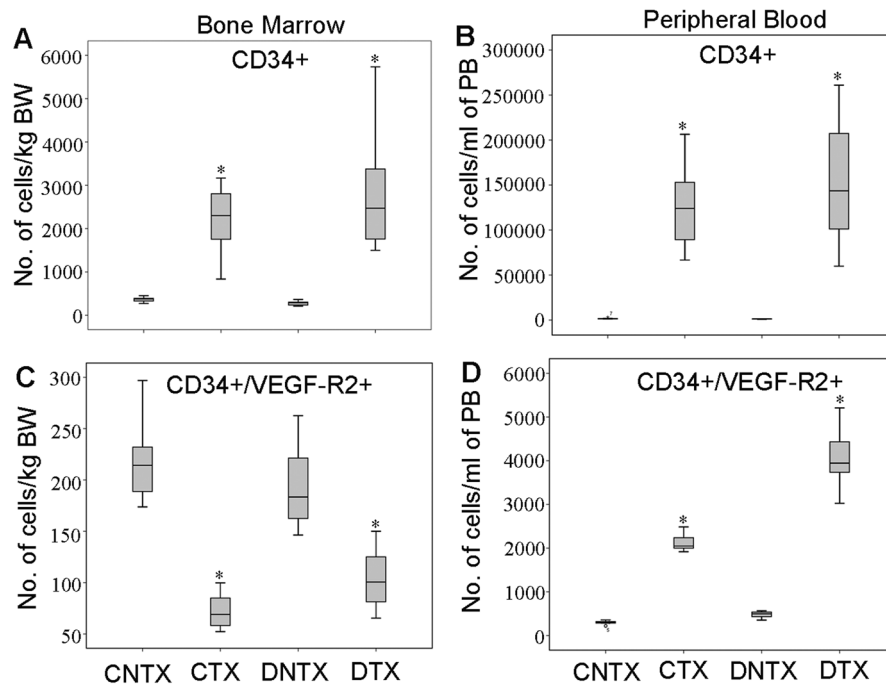 Bone Marrow
Peripheral Blood
A
CD34+
No. of cells/kg BW
6000
5000
4000
3000
2000
1000
0
*
*
B
CD34+
No. of cells/ml of PB
300000
250000
200000
150000
100000
50000
0
*
*
C
CD34+/VEGF-R2+
No. of cells/kg BW
300
250
200
150
100
50
*
*
CNTX CTX DNTX DTX
D
CD34+/VEGF-R2+
No. of cells/ml of PB
6000
5000
4000
3000
2000
1000
0
*
*
CNTX CTX DNTX DTX